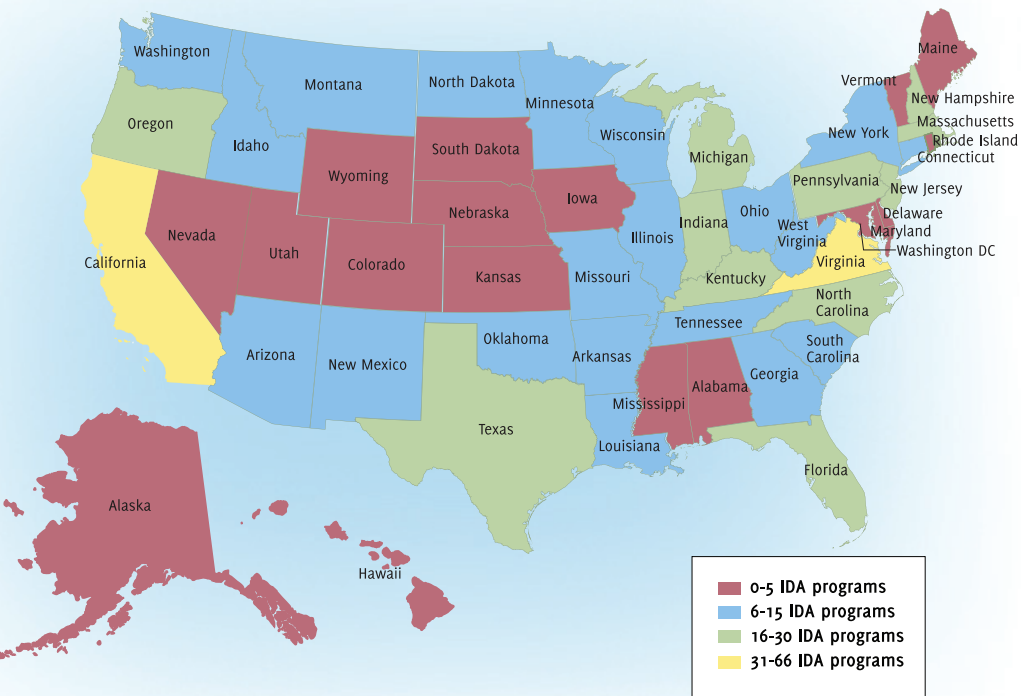 Washington
Montana
North Dakota
Minnesota
Maine
Vermont
New Hampshire
Massachusetts
Rhode Island
Connecticut
New York
Oregon
Idaho
Wisconsin
South Dakota
Michigan
Wyoming
Pennsylvania
New Jersey
Iowa
Nebraska
Ohio
Indiana
Illinois
West
Virginia
Delaware
Maryland
Washington DC
Nevada
Utah
Colorado
Kansas
Missouri
Kentucky
Virginia
California
North
Carolina
Tennessee
South
Carolina
Arizona
New Mexico
Oklahoma
Arkansas
Georgia
Alabama
Mississippi
Texas
Louisiana
Florida
Alaska
Hawaii
0-5 IDA programs
6-15 IDA programs
16-30 IDA programs
31-66 IDA programs